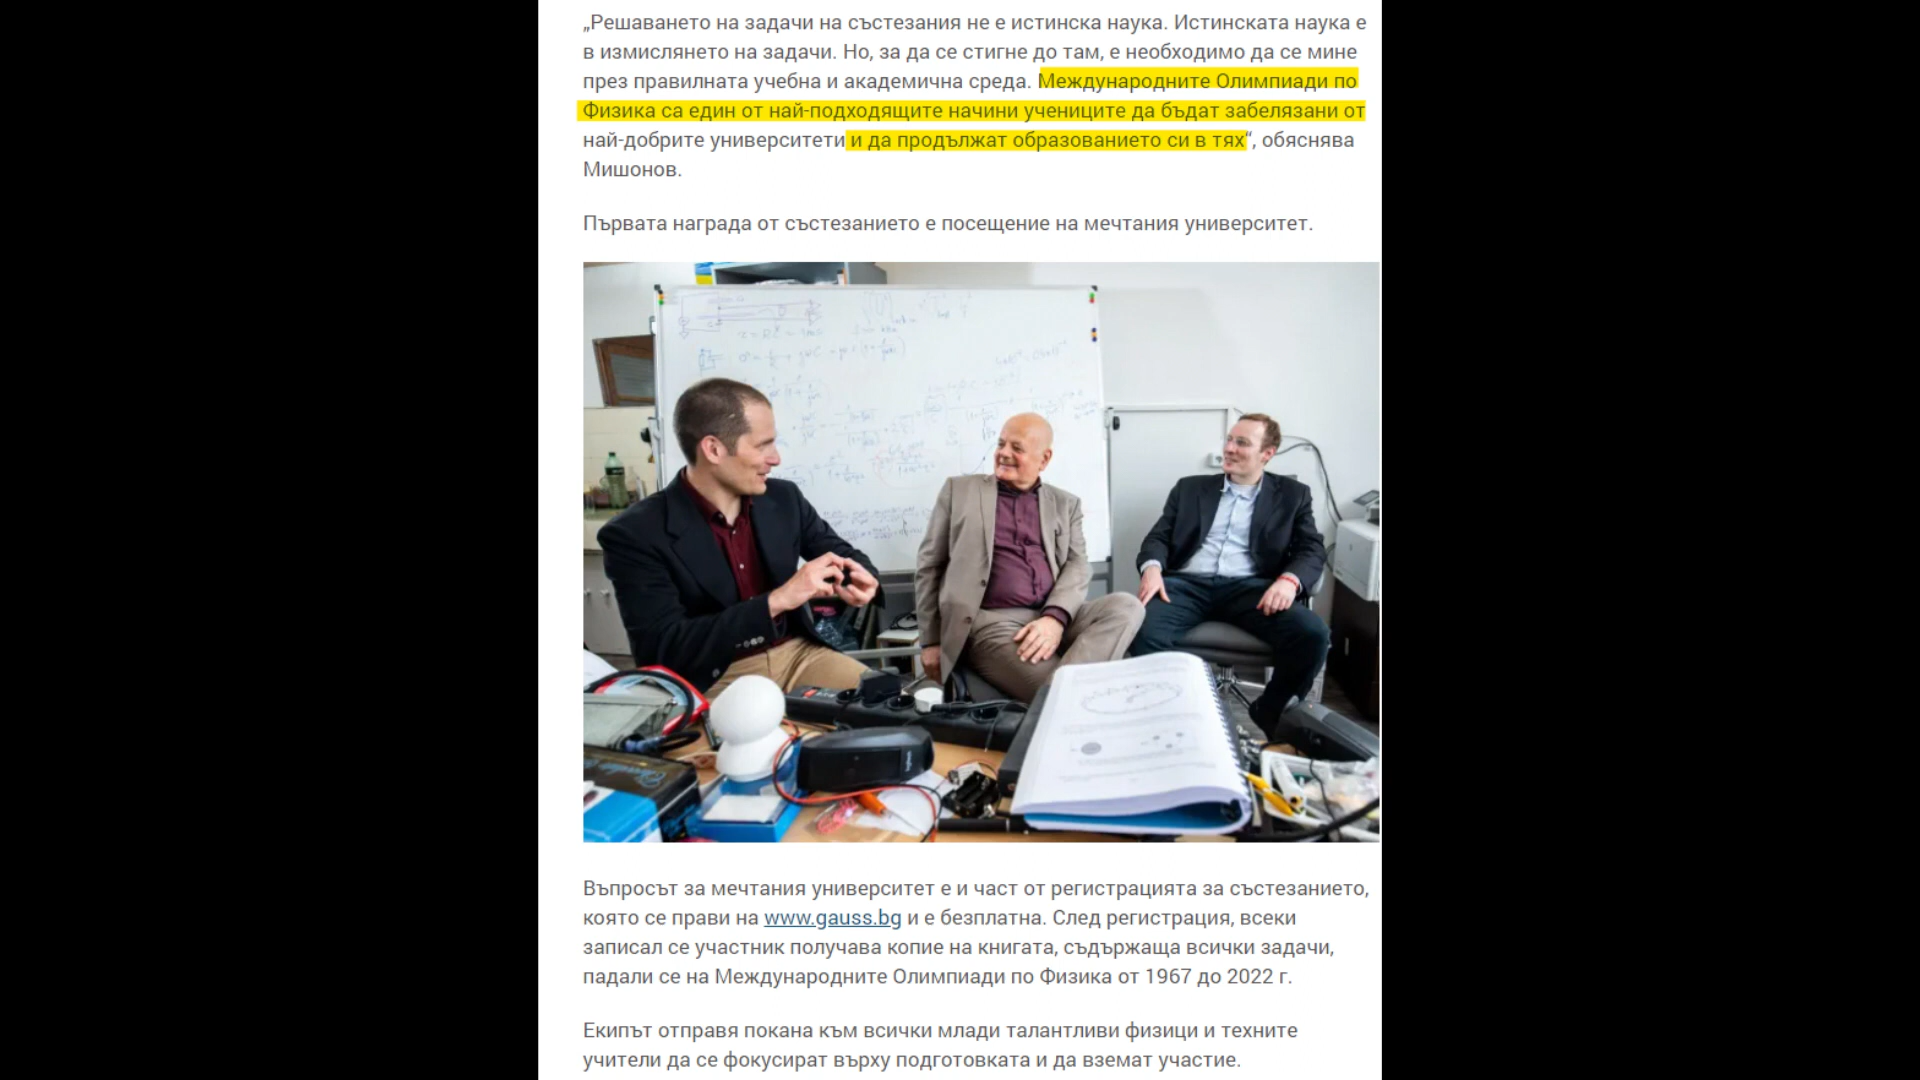 „Решаването на задачи на състезания не е истинска наука. Истинската наука е
в измислянето на задачи. Но, за да се стигне до там, е необходимо да се мине
през правилната учебна и академична среда. Международните Олимпиади по
Физика са един от най-подходящите начини учениците да бъдат забелязани от
най-добрите университети и да продължат образованието си в тях“, обяснява
Мишонов.
Първата награда от състезанието е посещение на мечтания университет.
Въпросът за мечтания университет е и част от регистрацията за състезанието,
която се прави на www.gauss.bg и е безплатна. След регистрация, всеки
записал се участник получава копие на книгата, съдържаща всички задачи,
падали се на Международните Олимпиади по Физика от 1967 до 2022 г.
Екипът отправя покана към всички млади талантливи физици и техните
учители да се фокусират върху подготовката и да вземат участие.